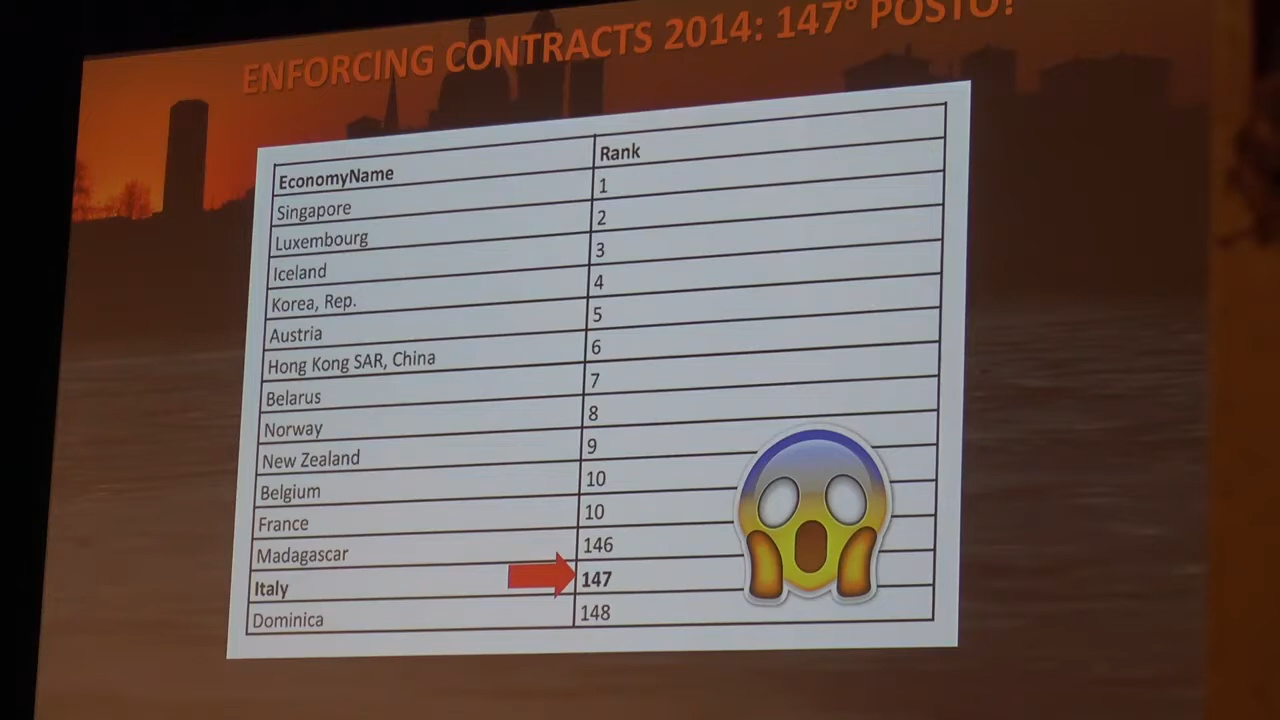 ENFORCING CONTRACTS 2014: 147° POSTO!
EconomyName Rank
Singapore 1
Luxembourg 2
Iceland 3
Korea, Rep. 4
Austria 5
Hong Kong SAR, China 6
Belarus 7
Norway 8
New Zealand 9
Belgium 10
France 10
Madagascar 146
Italy 147
Dominica 148